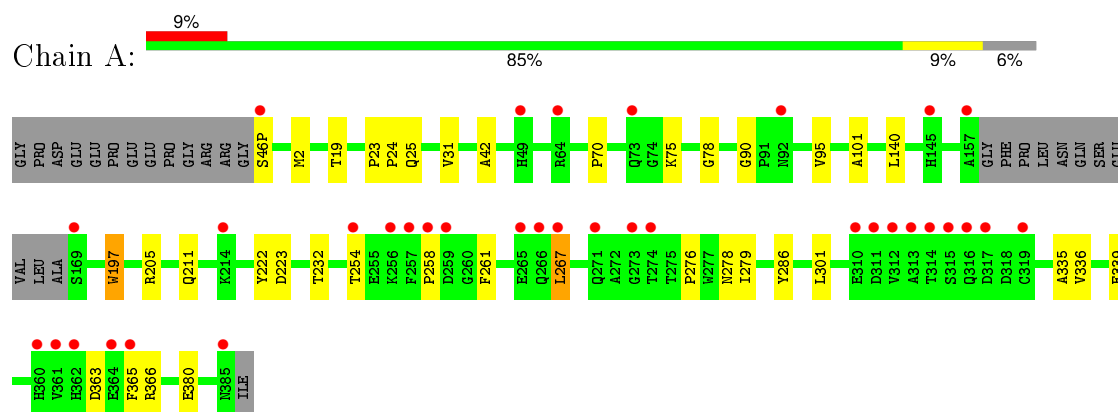 9%
Chain A:
85% 9% 6%
GLY PRO ASP GLU GLU PRO GLU GLU PRO GLY ARG ARG GLY S46P M2 T19 P23 P24 Q25 V31 A42 H49 R64 P70 Q73 G74 K75 G78 G90 P91 N92 V95 A101 L140 H145 A157 GLY PHE PRO LEU ASN GLN SER
VAL LEU ALA S169 W197 R205 Q211 K214 Y222 D223 T232 T254 E255 K256 F257 P258 D259 G260 F261 E265 Q266 L267 Q271 A272 G273 T274 T275 P276 W277 N278 I279 Y286 L301 E310 D311 V312 A313 T314 S315 Q316 D317 D318 C319 A335 V336
H360 V361 H362 D363 E364 F365 R366 E380 N385 ILE